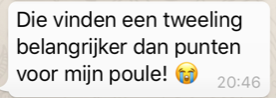 Die vinden een tweeling
belangrijker dan punten
voor mijn poule! 😭
20:46